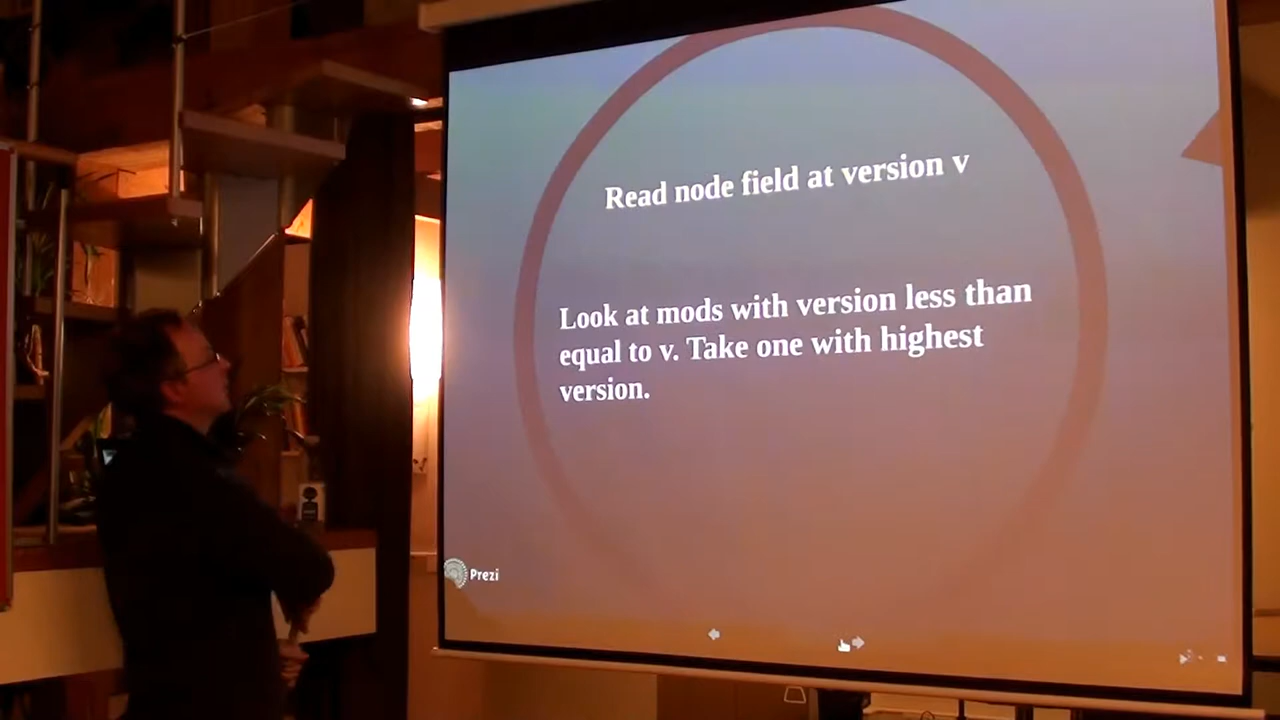 Read node field at version v
Look at mods with version less than
equal to v. Take one with highest
version.
Prezi